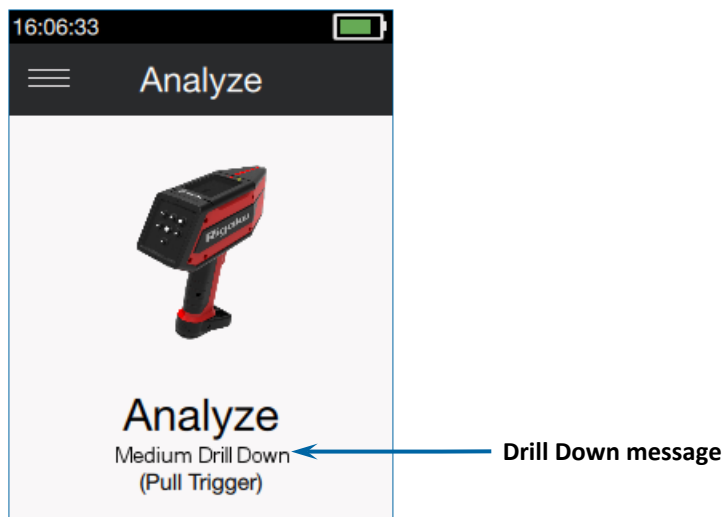 16:06:33
Analyze
Rigaku
Analyze
Medium Drill Down
Drill Down message
(Pull Trigger)